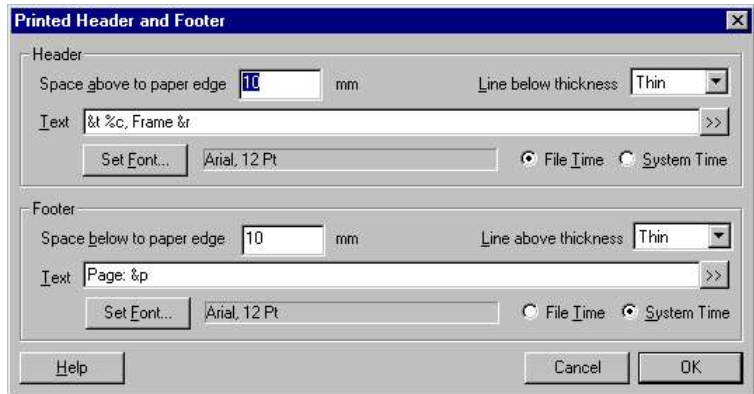 Printed Header and Footer
Header
Space above to paper edge 10 mm Line below thickness Thin
Text &t %c, Frame &r >>
Set Font... Arial, 12 Pt File Time System Time
Footer
Space below to paper edge 10 mm Line above thickness Thin
Text Page: &p >>
Set Font... Arial, 12 Pt File Time System Time
Help Cancel OK